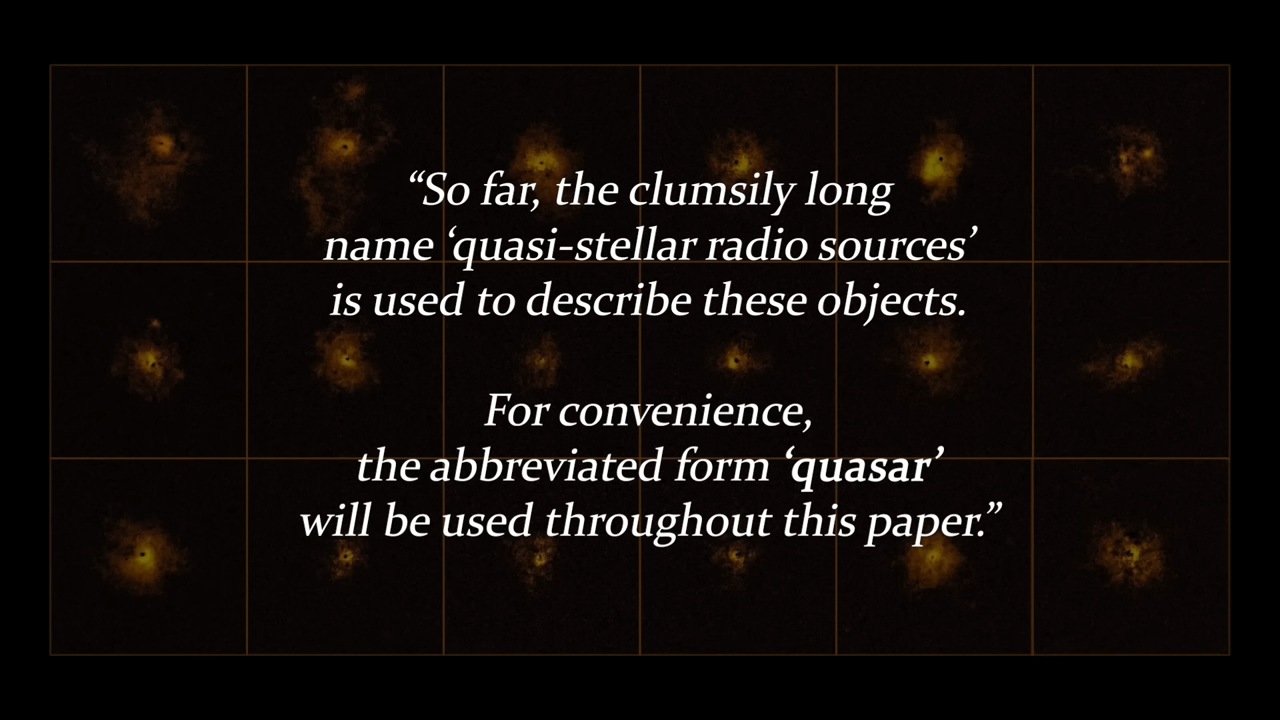 “So far, the clumsily long
name ‘quasi-stellar radio sources’
is used to describe these objects.
For convenience,
the abbreviated form ‘quasar’
will be used throughout this paper.”